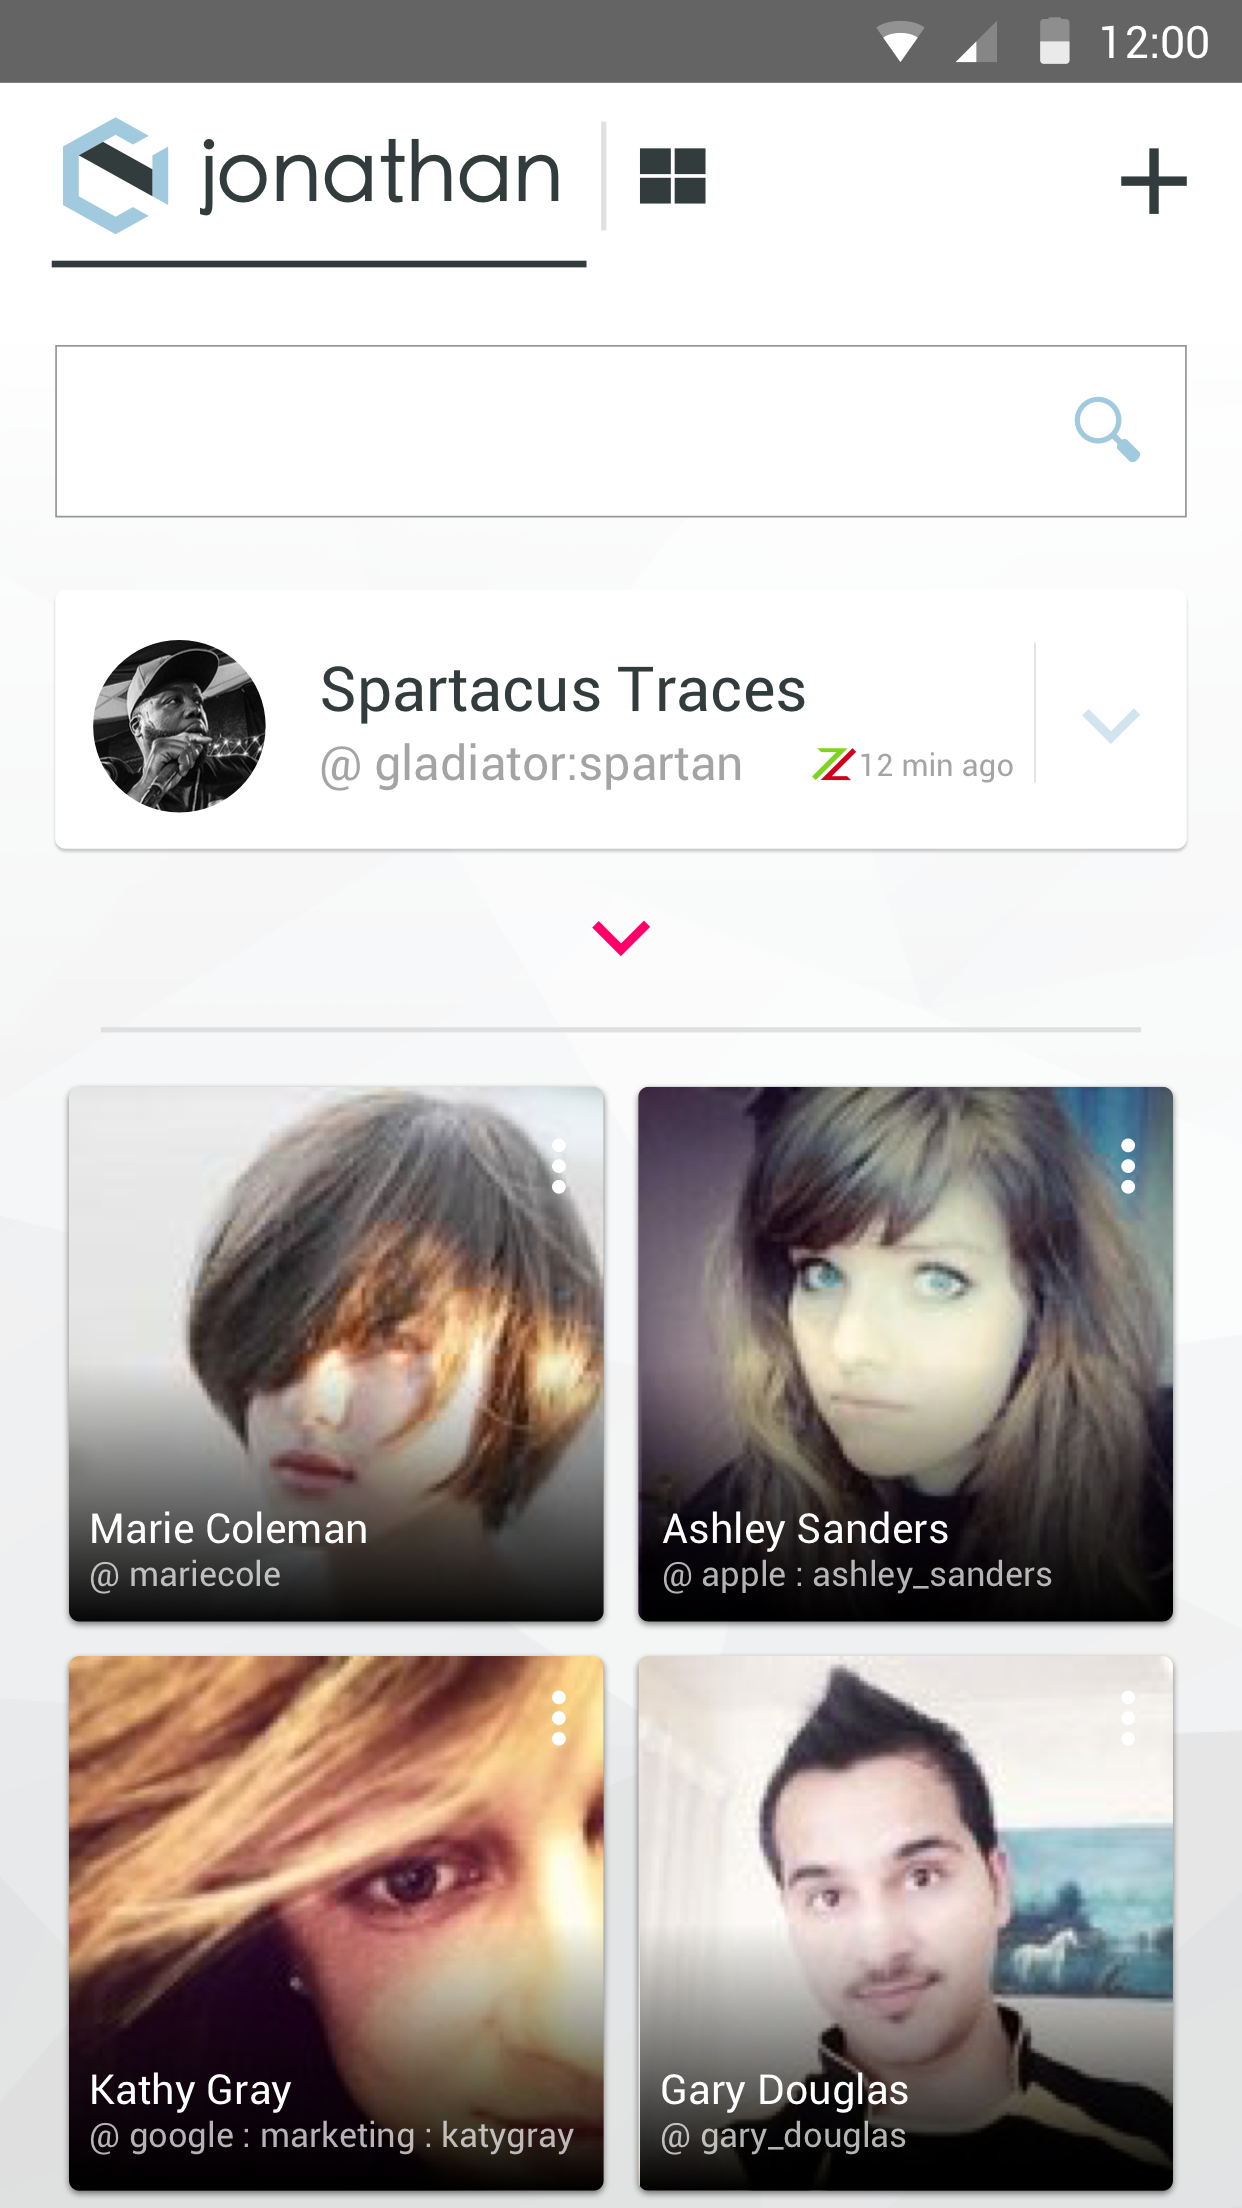 12:00
jonathan
Spartacus Traces
@ gladiator:spartan
12 min ago
Marie Coleman
@ mariecole
Ashley Sanders
@ apple : ashley_sanders
Kathy Gray
@ google : marketing : katygray
Gary Douglas
@ gary_douglas